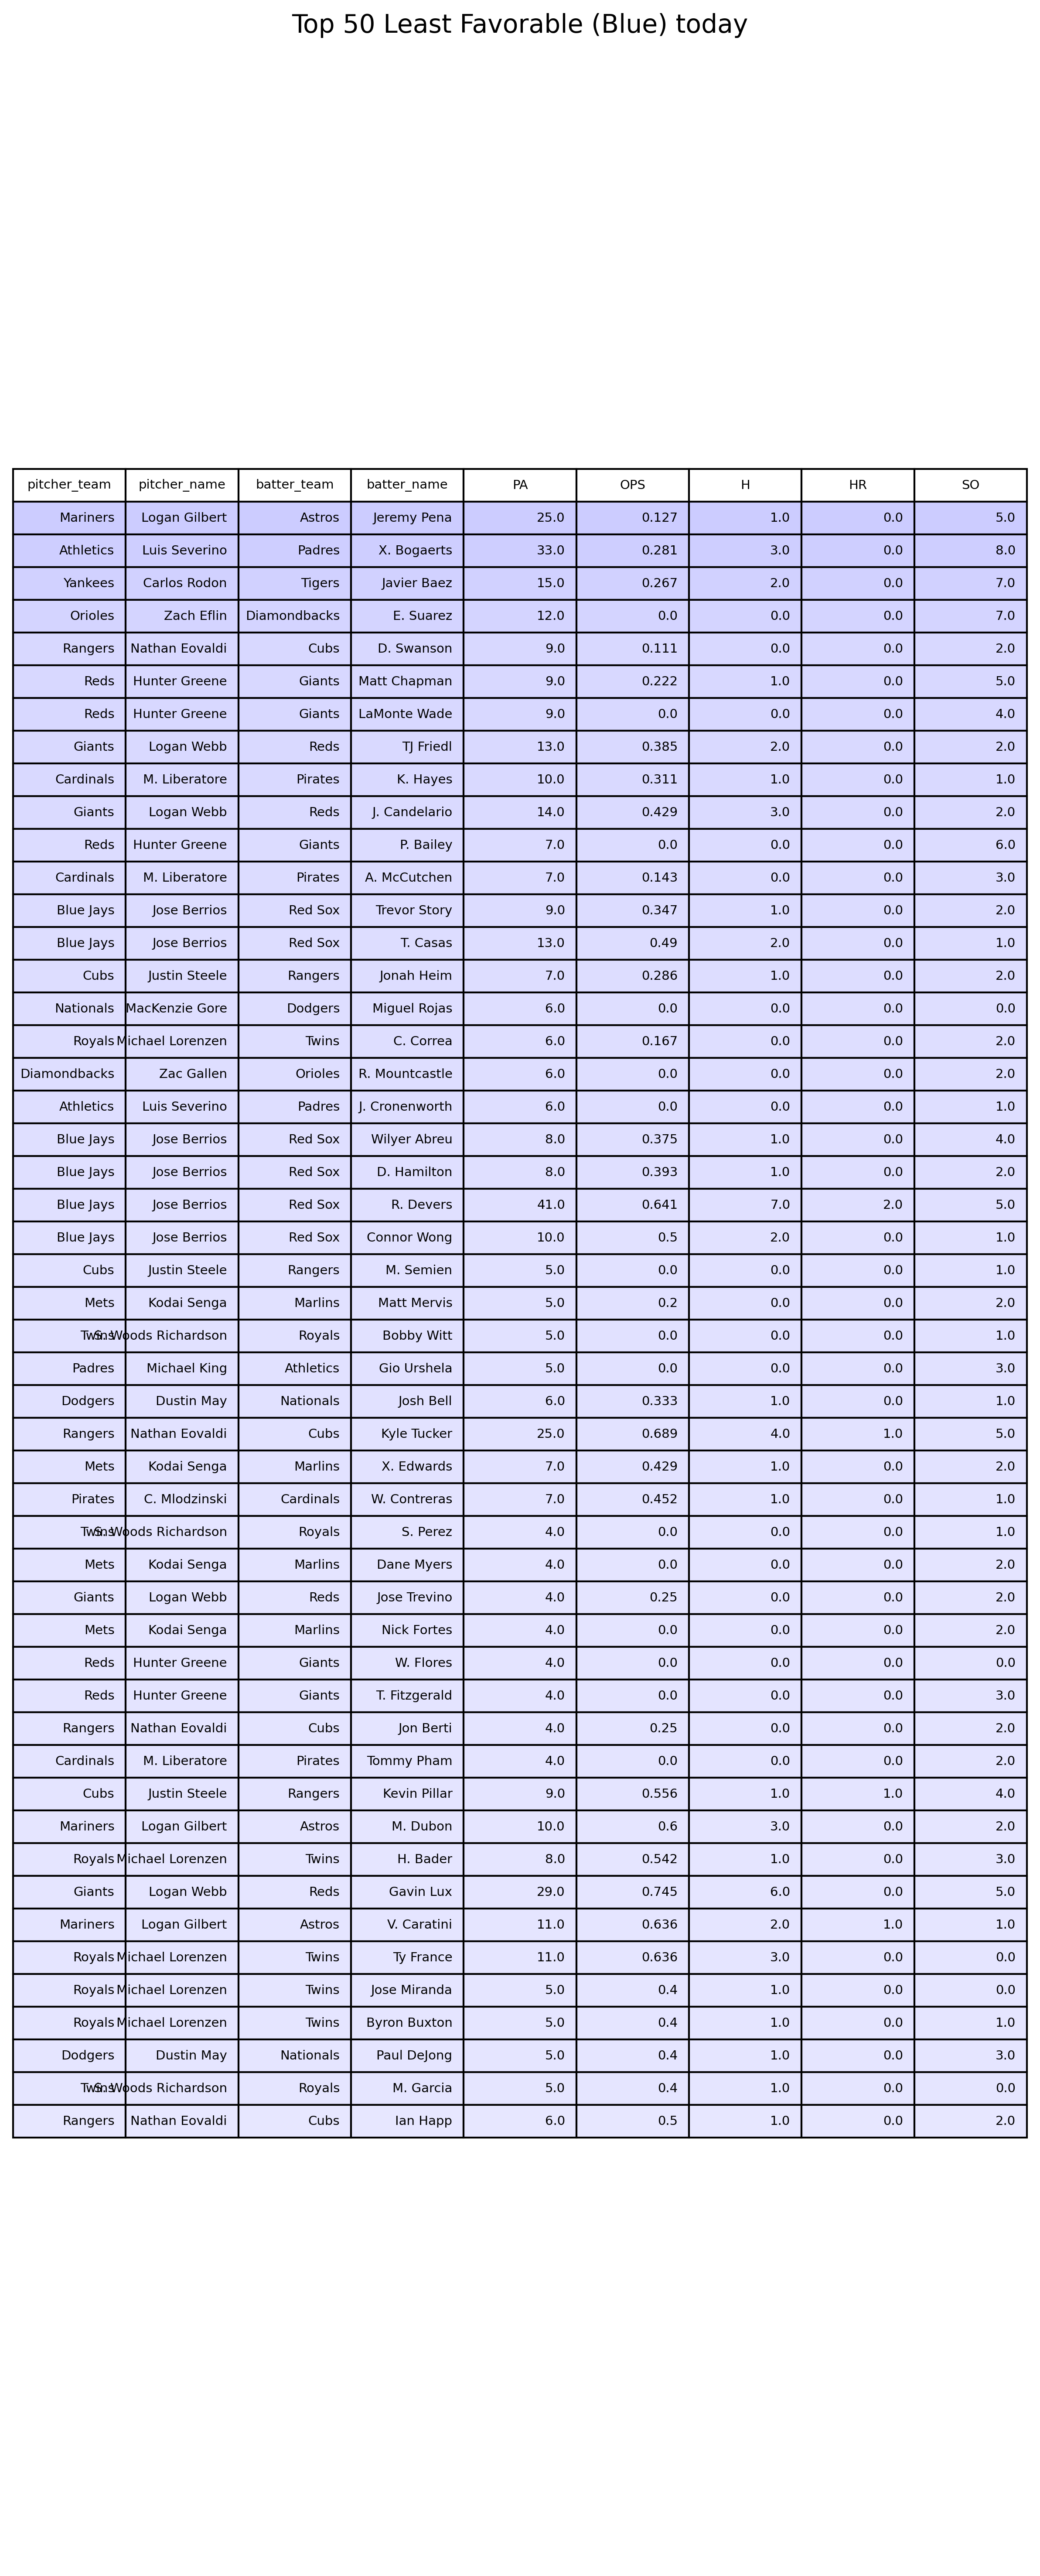 Top 50 Least Favorable (Blue) today
pitcher_team pitcher_name batter_team batter_name PA OPS H HR SO
Mariners Logan Gilbert Astros Jeremy Pena 25.0 0.127 1.0 0.0 5.0
Athletics Luis Severino Padres X. Bogaerts 33.0 0.281 3.0 0.0 8.0
Yankees Carlos Rodon Tigers Javier Baez 15.0 0.267 2.0 0.0 7.0
Orioles Zach Eflin Diamondbacks E. Suarez 12.0 0.0 0.0 0.0 7.0
Rangers Nathan Eovaldi Cubs D. Swanson 9.0 0.111 0.0 0.0 2.0
Reds Hunter Greene Giants Matt Chapman 9.0 0.222 1.0 0.0 5.0
Reds Hunter Greene Giants LaMonte Wade 9.0 0.0 0.0 0.0 4.0
Giants Logan Webb Reds TJ Friedl 13.0 0.385 2.0 0.0 2.0
Cardinals M. Liberatore Pirates K. Hayes 10.0 0.311 1.0 0.0 1.0
Giants Logan Webb Reds J. Candelario 14.0 0.429 3.0 0.0 2.0
Reds Hunter Greene Giants P. Bailey 7.0 0.0 0.0 0.0 6.0
Cardinals M. Liberatore Pirates A. McCutchen 7.0 0.143 0.0 0.0 3.0
Blue Jays Jose Berrios Red Sox Trevor Story 9.0 0.347 1.0 0.0 2.0
Blue Jays Jose Berrios Red Sox T. Casas 13.0 0.49 2.0 0.0 1.0
Cubs Justin Steele Rangers Jonah Heim 7.0 0.286 1.0 0.0 2.0
Nationals MacKenzie Gore Dodgers Miguel Rojas 6.0 0.0 0.0 0.0 0.0
Royals Michael Lorenzen Twins C. Correa 6.0 0.167 0.0 0.0 2.0
Diamondbacks Zac Gallen Orioles R. Mountcastle 6.0 0.0 0.0 0.0 2.0
Athletics Luis Severino Padres J. Cronenworth 6.0 0.0 0.0 0.0 1.0
Blue Jays Jose Berrios Red Sox Wilyer Abreu 8.0 0.375 1.0 0.0 4.0
Blue Jays Jose Berrios Red Sox D. Hamilton 8.0 0.393 1.0 0.0 2.0
Blue Jays Jose Berrios Red Sox R. Devers 41.0 0.641 7.0 2.0 5.0
Blue Jays Jose Berrios Red Sox Connor Wong 10.0 0.5 2.0 0.0 1.0
Cubs Justin Steele Rangers M. Semien 5.0 0.0 0.0 0.0 1.0
Mets Kodai Senga Marlins Matt Mervis 5.0 0.2 0.0 0.0 2.0
Twins S. Woods Richardson Royals Bobby Witt 5.0 0.0 0.0 0.0 1.0
Padres Michael King Athletics Gio Urshela 5.0 0.0 0.0 0.0 3.0
Dodgers Dustin May Nationals Josh Bell 6.0 0.333 1.0 0.0 1.0
Rangers Nathan Eovaldi Cubs Kyle Tucker 25.0 0.689 4.0 1.0 5.0
Mets Kodai Senga Marlins X. Edwards 7.0 0.429 1.0 0.0 2.0
Pirates C. Mlodzinski Cardinals W. Contreras 7.0 0.452 1.0 0.0 1.0
Twins S. Woods Richardson Royals S. Perez 4.0 0.0 0.0 0.0 1.0
Mets Kodai Senga Marlins Dane Myers 4.0 0.0 0.0 0.0 2.0
Giants Logan Webb Reds Jose Trevino 4.0 0.25 0.0 0.0 2.0
Mets Kodai Senga Marlins Nick Fortes 4.0 0.0 0.0 0.0 2.0
Reds Hunter Greene Giants W. Flores 4.0 0.0 0.0 0.0 0.0
Reds Hunter Greene Giants T. Fitzgerald 4.0 0.0 0.0 0.0 3.0
Rangers Nathan Eovaldi Cubs Jon Berti 4.0 0.25 0.0 0.0 2.0
Cardinals M. Liberatore Pirates Tommy Pham 4.0 0.0 0.0 0.0 2.0
Cubs Justin Steele Rangers Kevin Pillar 9.0 0.556 1.0 1.0 4.0
Mariners Logan Gilbert Astros M. Dubon 10.0 0.6 3.0 0.0 2.0
Royals Michael Lorenzen Twins H. Bader 8.0 0.542 1.0 0.0 3.0
Giants Logan Webb Reds Gavin Lux 29.0 0.745 6.0 0.0 5.0
Mariners Logan Gilbert Astros V. Caratini 11.0 0.636 2.0 1.0 1.0
Royals Michael Lorenzen Twins Ty France 11.0 0.636 3.0 0.0 0.0
Royals Michael Lorenzen Twins Jose Miranda 5.0 0.4 1.0 0.0 0.0
Royals Michael Lorenzen Twins Byron Buxton 5.0 0.4 1.0 0.0 1.0
Dodgers Dustin May Nationals Paul DeJong 5.0 0.4 1.0 0.0 3.0
Twins S. Woods Richardson Royals M. Garcia 5.0 0.4 1.0 0.0 0.0
Rangers Nathan Eovaldi Cubs Ian Happ 6.0 0.5 1.0 0.0 2.0